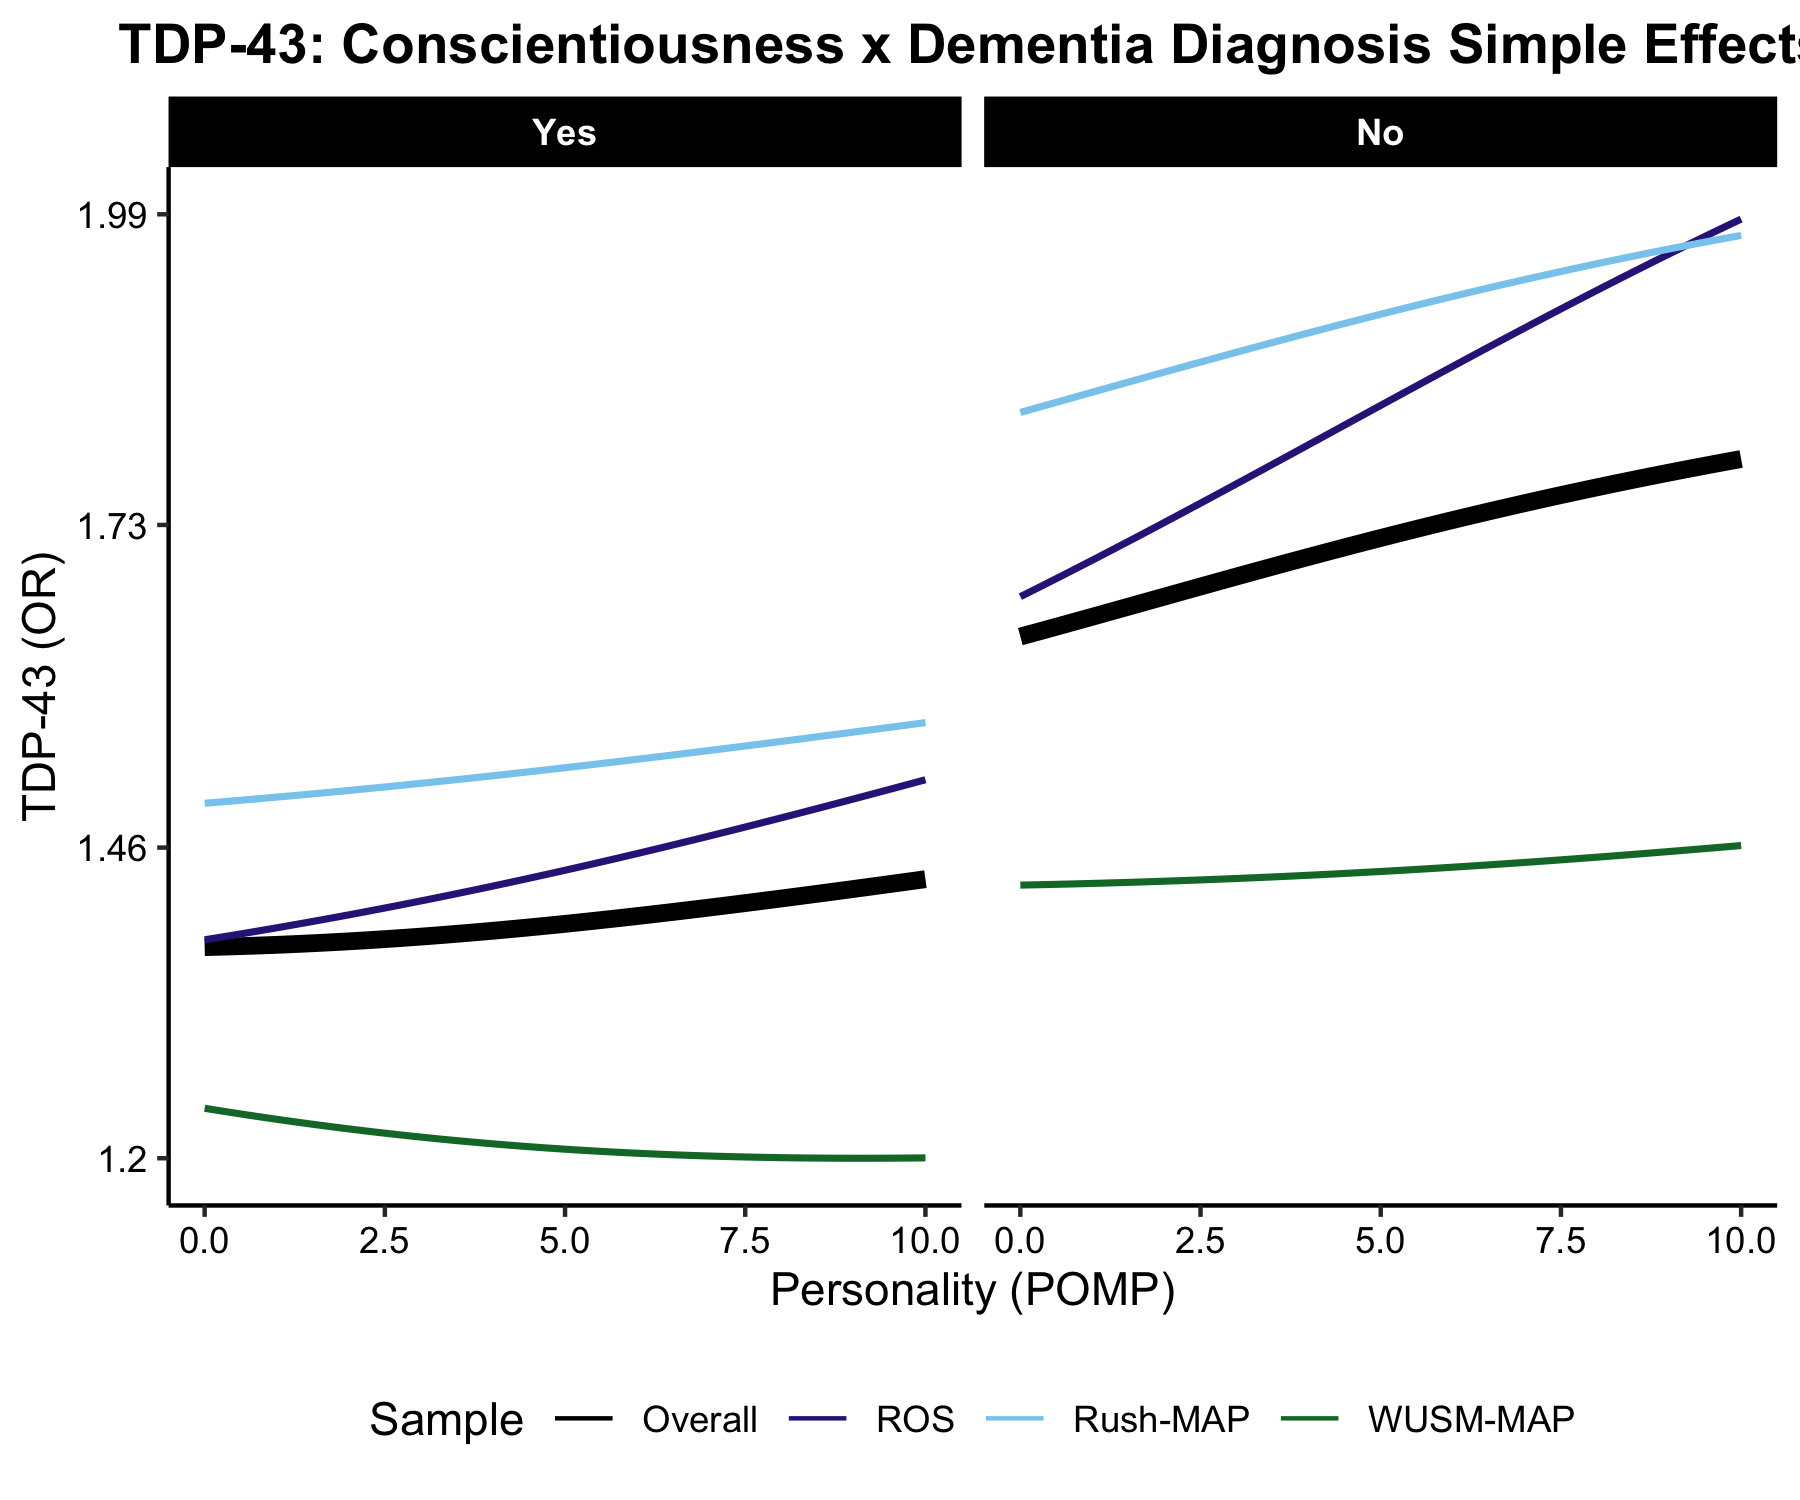 TDP-43: Conscientiousness x Dementia Diagnosis Simple Effects
Yes No
1.99
1.73
1.46
1.2
TDP-43 (OR)
0.0 2.5 5.0 7.5 10.0 0.0 2.5 5.0 7.5 10.0
Personality (POMP)
Sample Overall ROS Rush-MAP WUSM-MAP